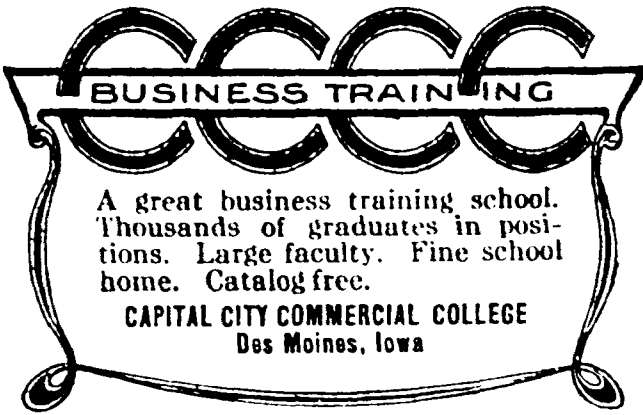 CCCC
BUSINESS TRAINING
A great business training school.
Thousands of graduates in posi-
tions. Large faculty. Fine school
home. Catalog free.
CAPITAL CITY COMMERCIAL COLLEGE
Des Moines, Iowa